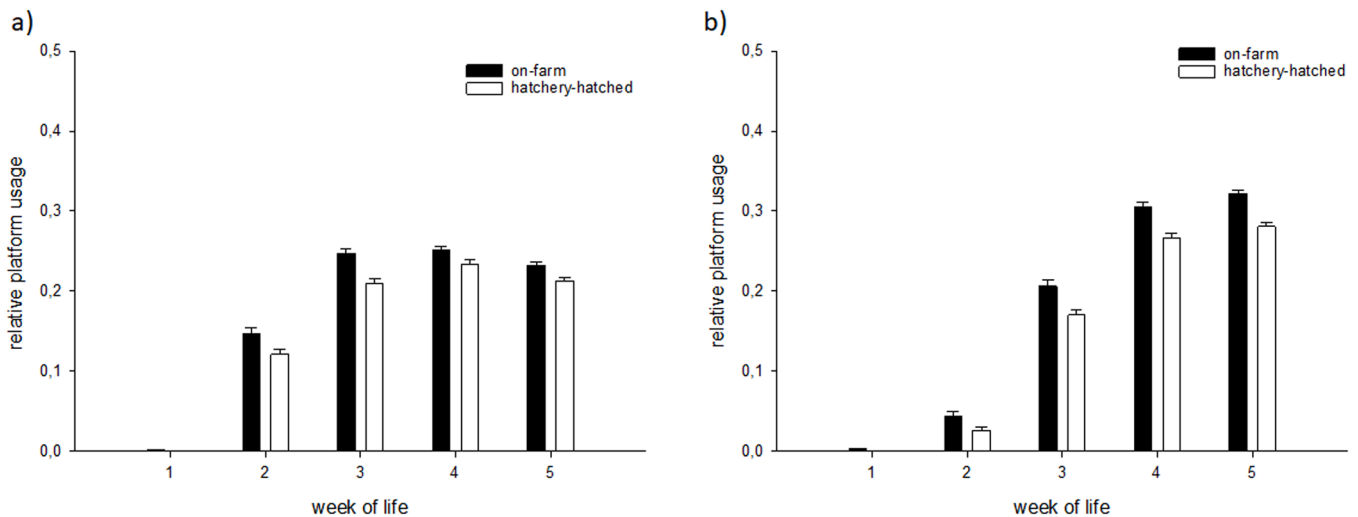 a)
relative platform usage
0,5
0,4
0,3
0,2
0,1
0,0
on-farm
hatchery-hatched
1 2 3 4 5
week of life
b)
relative platform usage
0,5
0,4
0,3
0,2
0,1
0,0
on-farm
hatchery-hatched
1 2 3 4 5
week of life